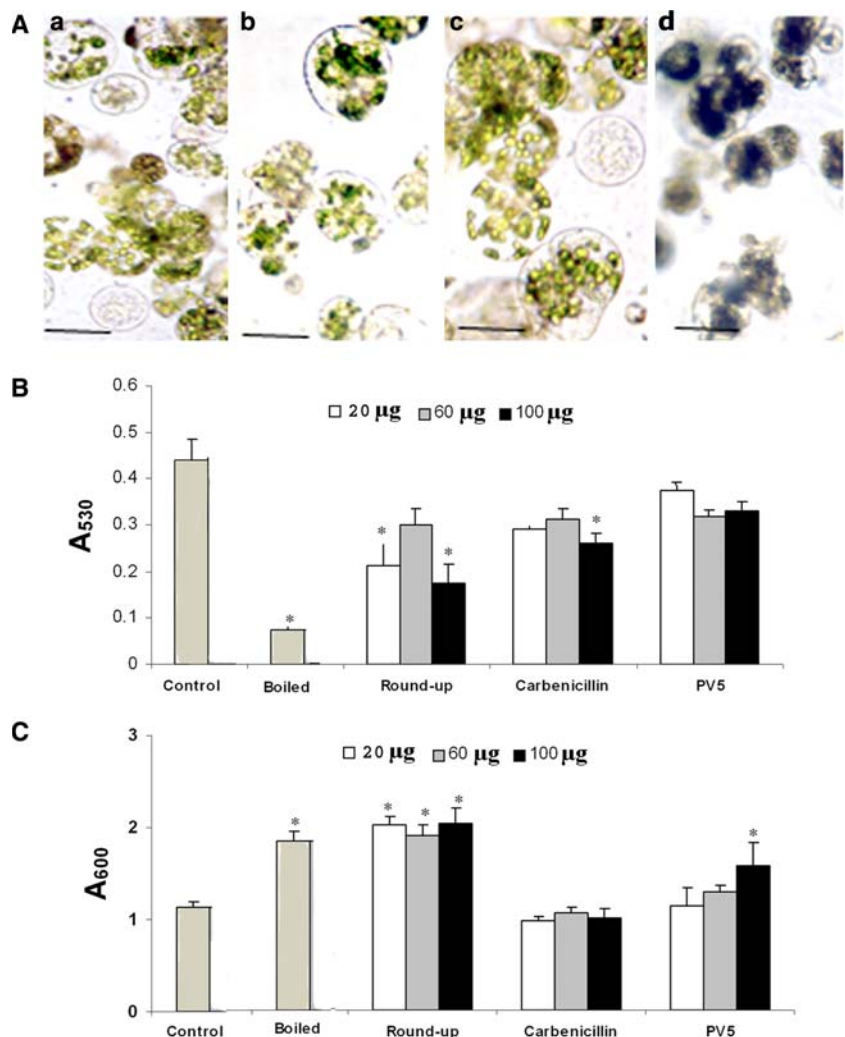 A a b c d
B
0.6
20 µg 60 µg 100 µg
0.5
0.4
A530
0.3
* * * *
0.2
0.1
0
Control Boiled Round-up Carbenicillin PV5
C
3
20 µg 60 µg 100 µg
* * * * *
2
A600
1
0
Control Boiled Round-up Carbenicillin PV5